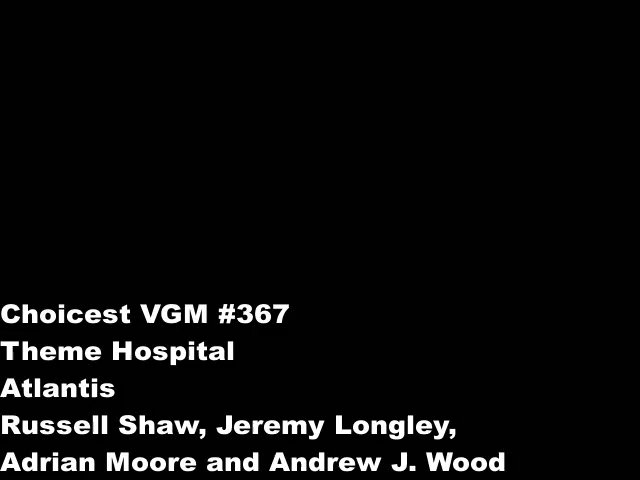 Choicest VGM #367
Theme Hospital
Atlantis
Russell Shaw, Jeremy Longley,
Adrian Moore and Andrew J. Wood